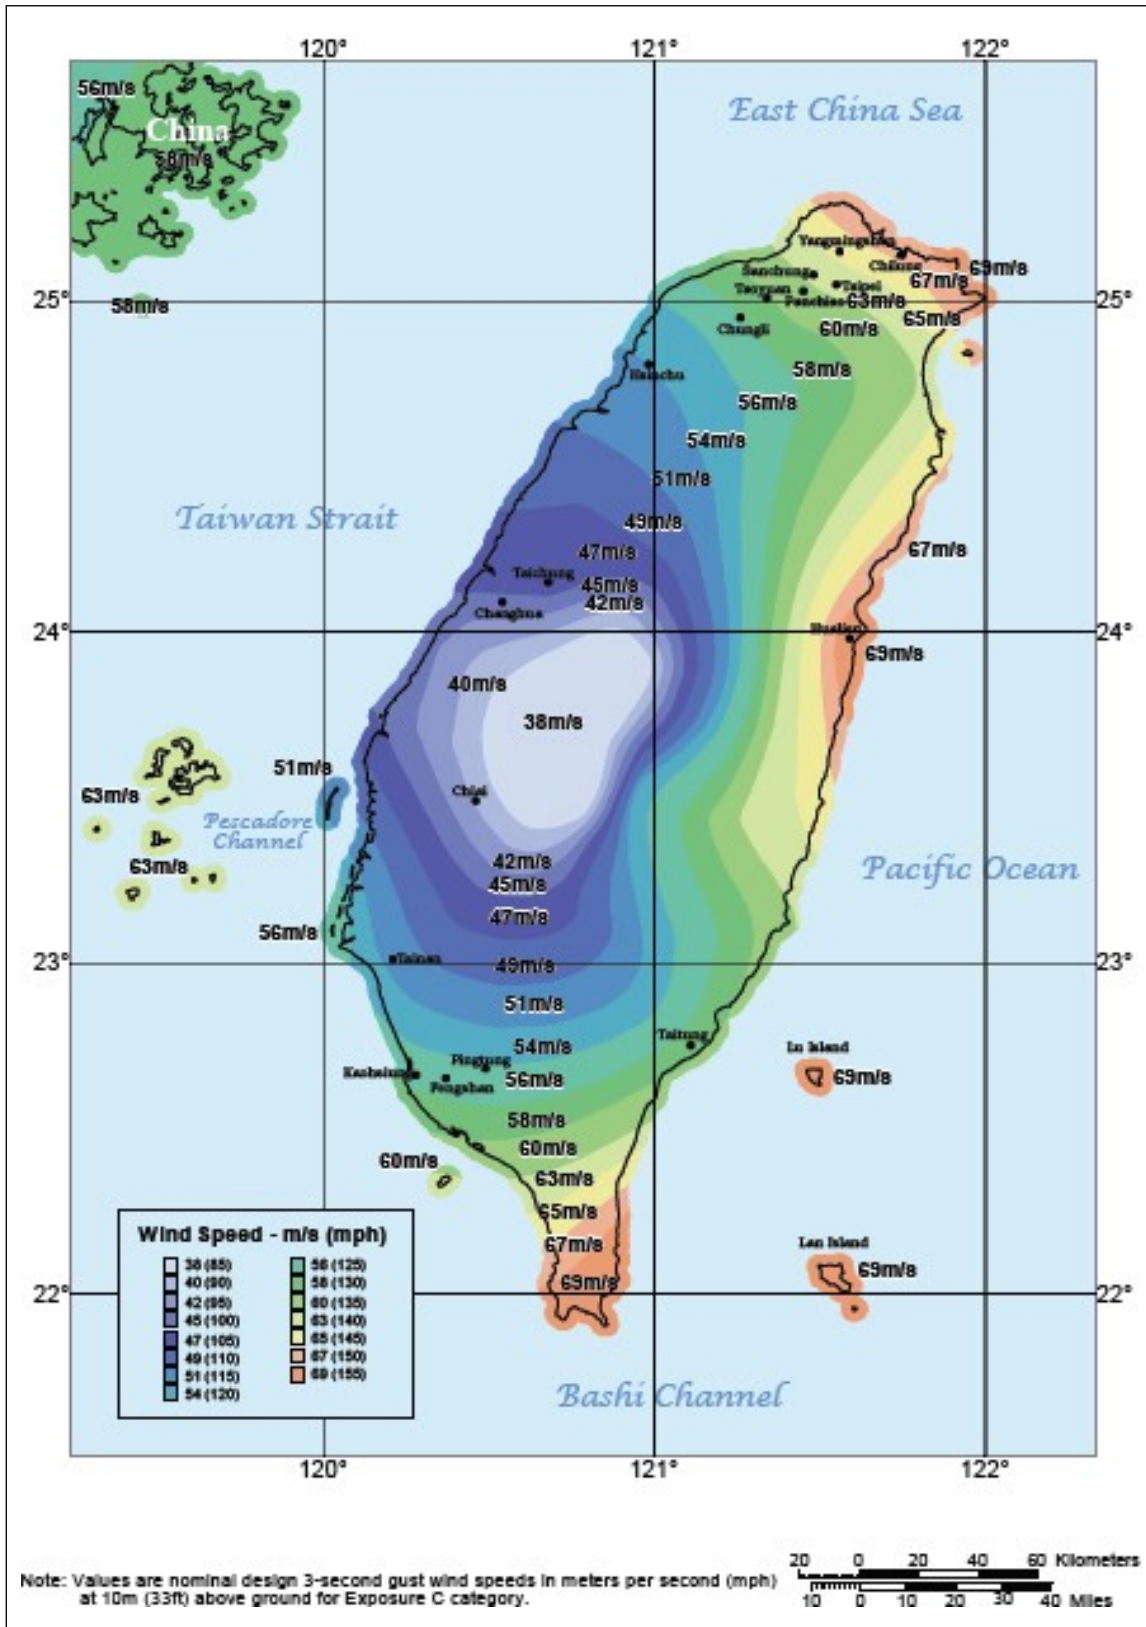 120°
121°
122°
56m/s
China
58m/s
East China Sea
Yangmingshan
Chilung
69m/s
Sanchung
67m/s
Taoyuan
Taipei
Panchiao
63m/s
25°
58m/s
25°
Chungli
60m/s
65m/s
Hsinchu
58m/s
56m/s
54m/s
51m/s
Taiwan Strait
49m/s
47m/s
67m/s
Taichung
45m/s
42m/s
Changhua
24°
Hualien
24°
69m/s
40m/s
38m/s
51m/s
63m/s
Chiai
Pescadore
Channel
42m/s
63m/s
Pacific Ocean
45m/s
47m/s
56m/s
23°
Tainan
49m/s
23°
51m/s
Taitung
54m/s
Lu Island
Pingtung
Kaohsiung
56m/s
69m/s
Fengshan
58m/s
60m/s
60m/s
63m/s
65m/s
67m/s
Lan Island
69m/s
69m/s
22°
22°
Wind Speed - m/s (mph)
38 (85)
40 (90)
42 (95)
45 (100)
47 (105)
49 (110)
51 (115)
54 (120)
56 (125)
58 (130)
60 (135)
63 (140)
65 (145)
67 (150)
69 (155)
Bashi Channel
120°
121°
122°
20 0 20 40 60 Kilometers
10 0 10 20 30 40 Miles
Note: Values are nominal design 3-second gust wind speeds in meters per second (mph)
at 10m (33ft) above ground for Exposure C category.